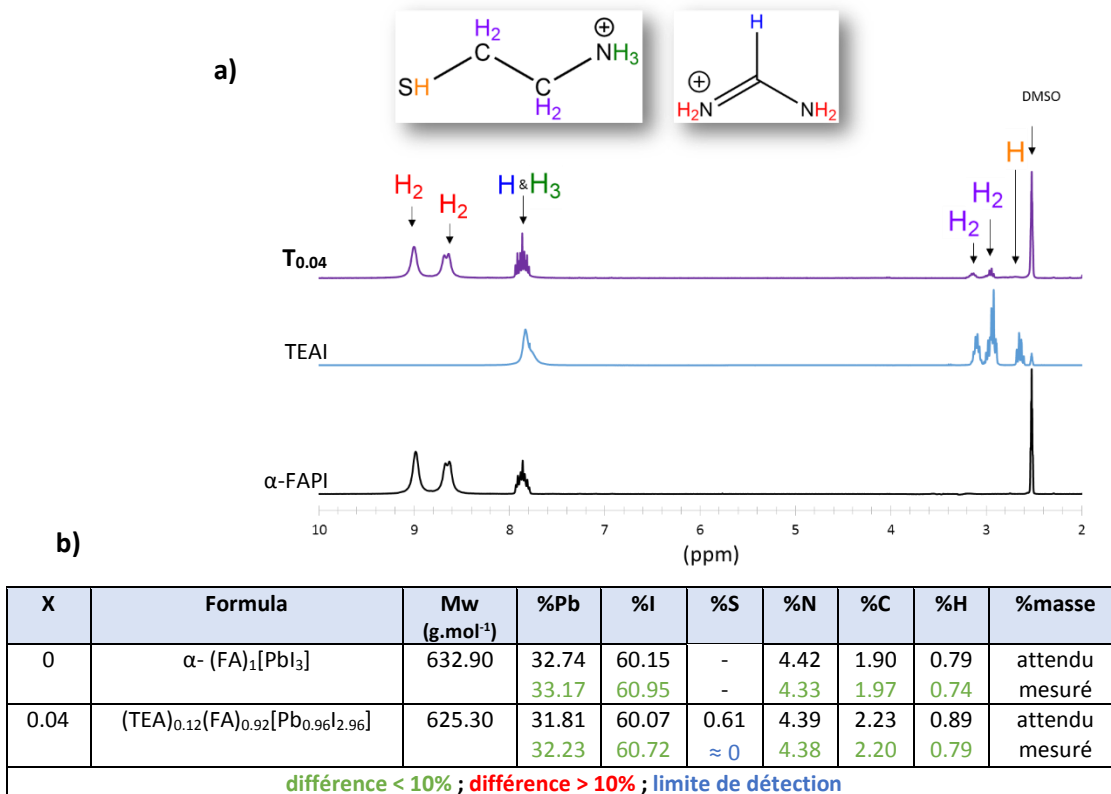 a)
H2 C SH C H2 ⊕ NH3
H ⊕ H2N NH2
DMSO
H2 H2 H & H3 H2 H2 H
T0.04
TEAI
α-FAPI
10 9 8 7 6 5 4 3 2
(ppm)
b)
X Formula Mw (g.mol-1) %Pb %I %S %N %C %H %masse
0 α- (FA)1[PbI3] 632.90 32.74 60.15 - 4.42 1.90 0.79 attendu
33.17 60.95 - 4.33 1.97 0.74 mesuré
0.04 (TEA)0.12(FA)0.92[Pb0.96I2.96] 625.30 31.81 60.07 0.61 4.39 2.23 0.89 attendu
32.23 60.72 ≈ 0 4.38 2.20 0.79 mesuré
différence < 10% ; différence > 10% ; limite de détection